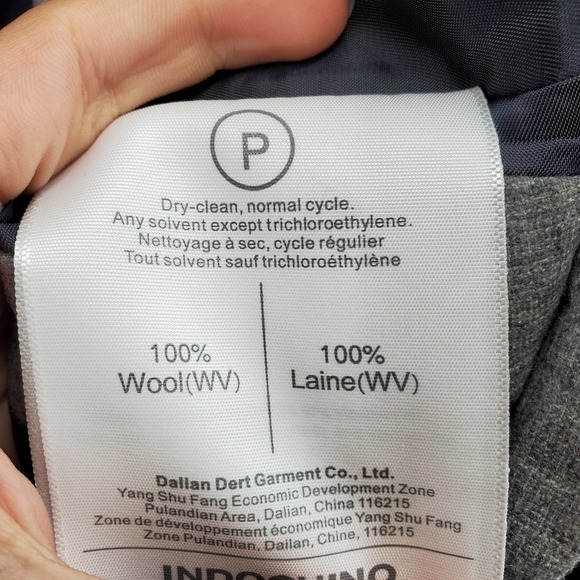 P
Dry-clean, normal cycle.
Any solvent except trichloroethylene.
Nettoyage à sec, cycle régulier
Tout solvent sauf trichloroéthylène
100%
Wool(WV)
100%
Laine(WV)
Dalian Dert Garment Co., Ltd.
Yang Shu Fang Economic Development Zone
Pulandian Area, Dalian, China 116215
Zone de développement économique Yang Shu Fang
Zone Pulandian, Dailan, Chine, 116215
INDOCHINO